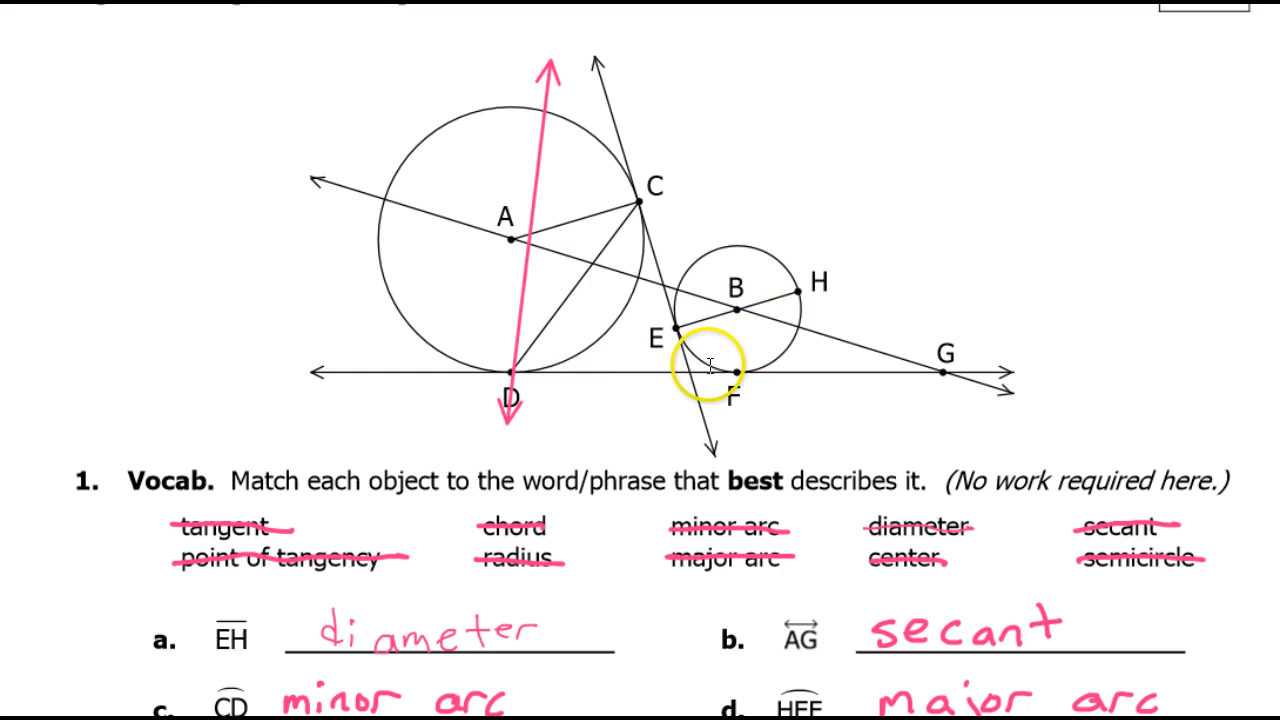 C
A
H
B
E
G
D
F
1. Vocab. Match each object to the word/phrase that best describes it. (No work required here.)
tangent chord minor arc diameter secant
point of tangency radius major arc center semicircle
a. EH diameter b. AG secant
c. CD minor arc d. major arc